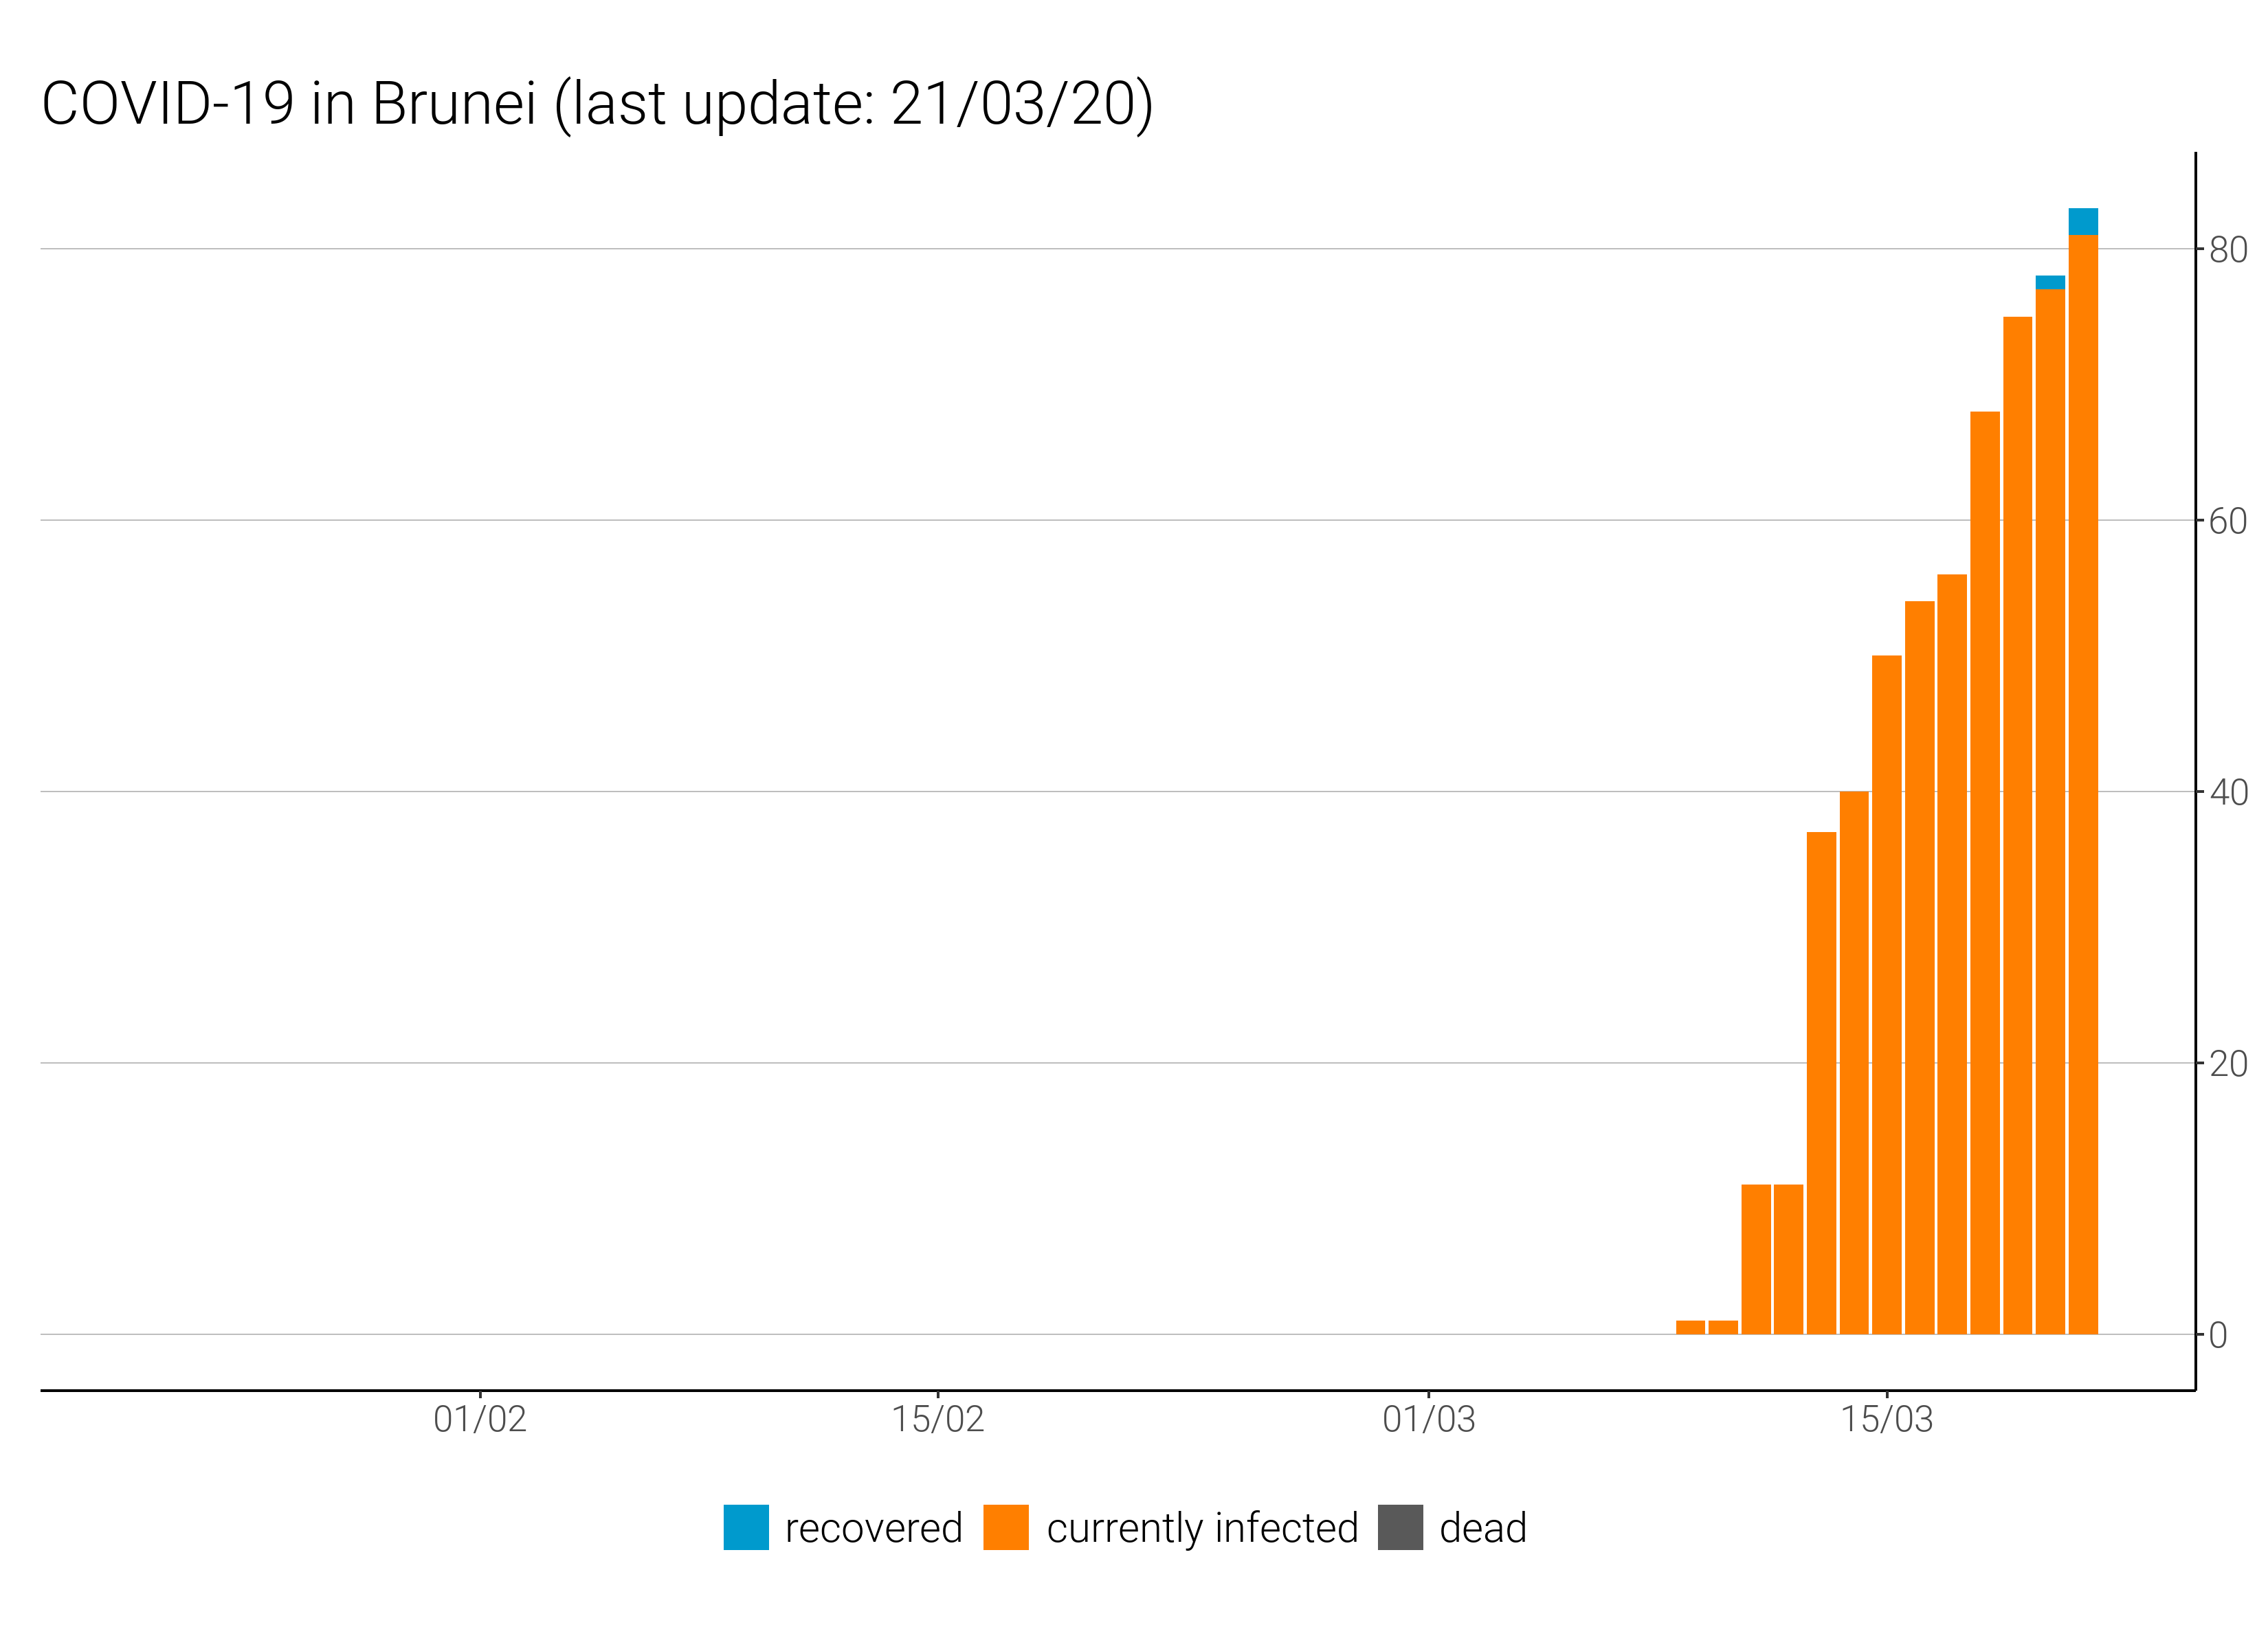 COVID-19 in Brunei (last update: 21/03/20)
80
60
40
20
0
01/02 15/02 01/03 15/03
recovered currently infected dead